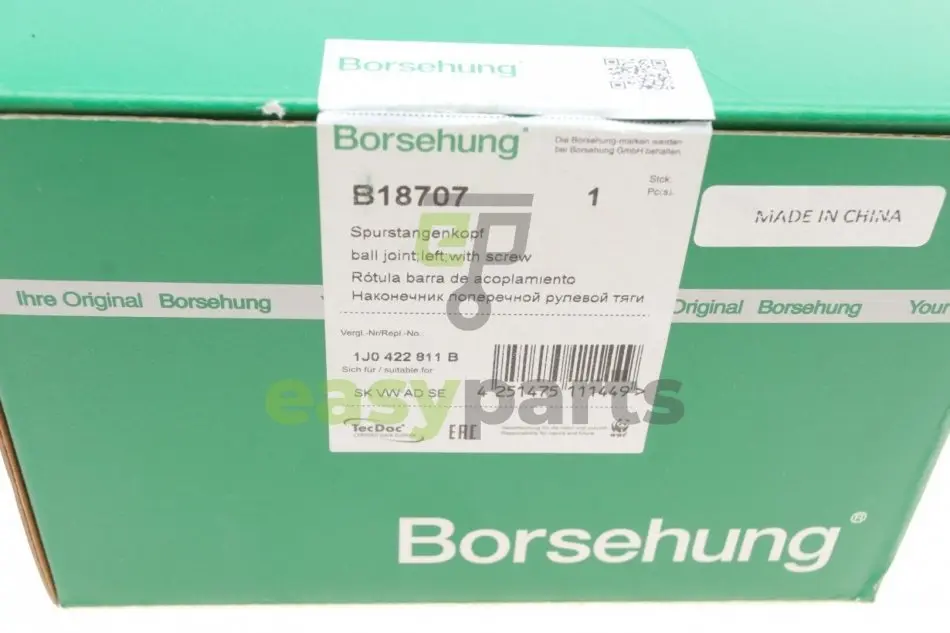 Borsehung
Borsehung
Die Borsehung-marken werden
bei Borsehung GmbH behalten.
B18707
1
Stck.
Pc(s).
MADE IN CHINA
Spurstangenkopf
ball joint;left;with screw
Rótula barra de acoplamiento
Наконечник поперечной рулевой тяги
Ihre Original Borsehung
Original Borsehung Your
Vergl.-Nr/Repl.-No.
1J0 422 811 B
Sich für / suitable for
SK VW AD SE
4 251475 111449 >
easyparts
TecDoc
EAC
Borsehung®